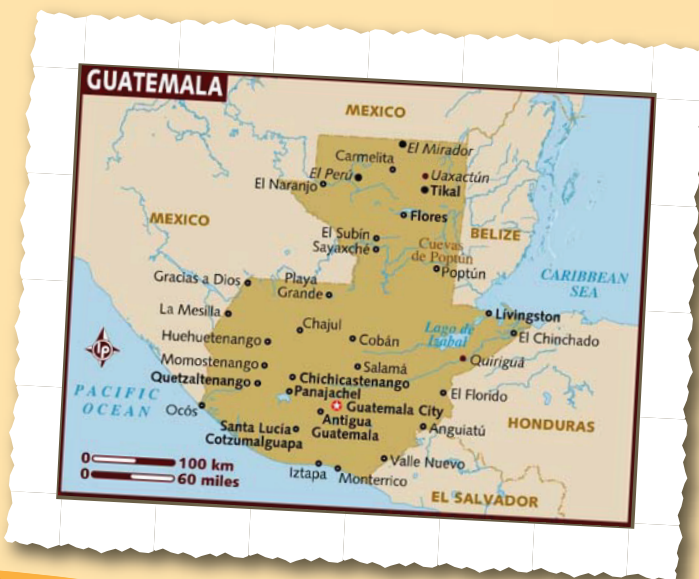 GUATEMALA
MEXICO
El Mirador
Carmelita
El Perú
Uaxactún
El Naranjo
Tikal
MEXICO
Flores
El Subín
BELIZE
Sayaxché
Cuevas
de Poptún
Poptún
Gracias a Dios
Playa
Grande
CARIBBEAN
SEA
La Mesilla
Livingston
Chajul
Lago de
Izabal
El Chinchado
Huehuetenango
Cobán
Momostenango
Salamá
Quiriguá
Quetzaltenango
Chichicastenango
Panajachel
El Florido
PACIFIC
OCEAN
Ocós
Guatemala City
HONDURAS
Antigua
Guatemala
Santa Lucía
Cotzumalguapa
Anguiatú
0 100 km
0 60 miles
Valle Nuevo
Iztapa
Monterrico
EL SALVADOR
LP